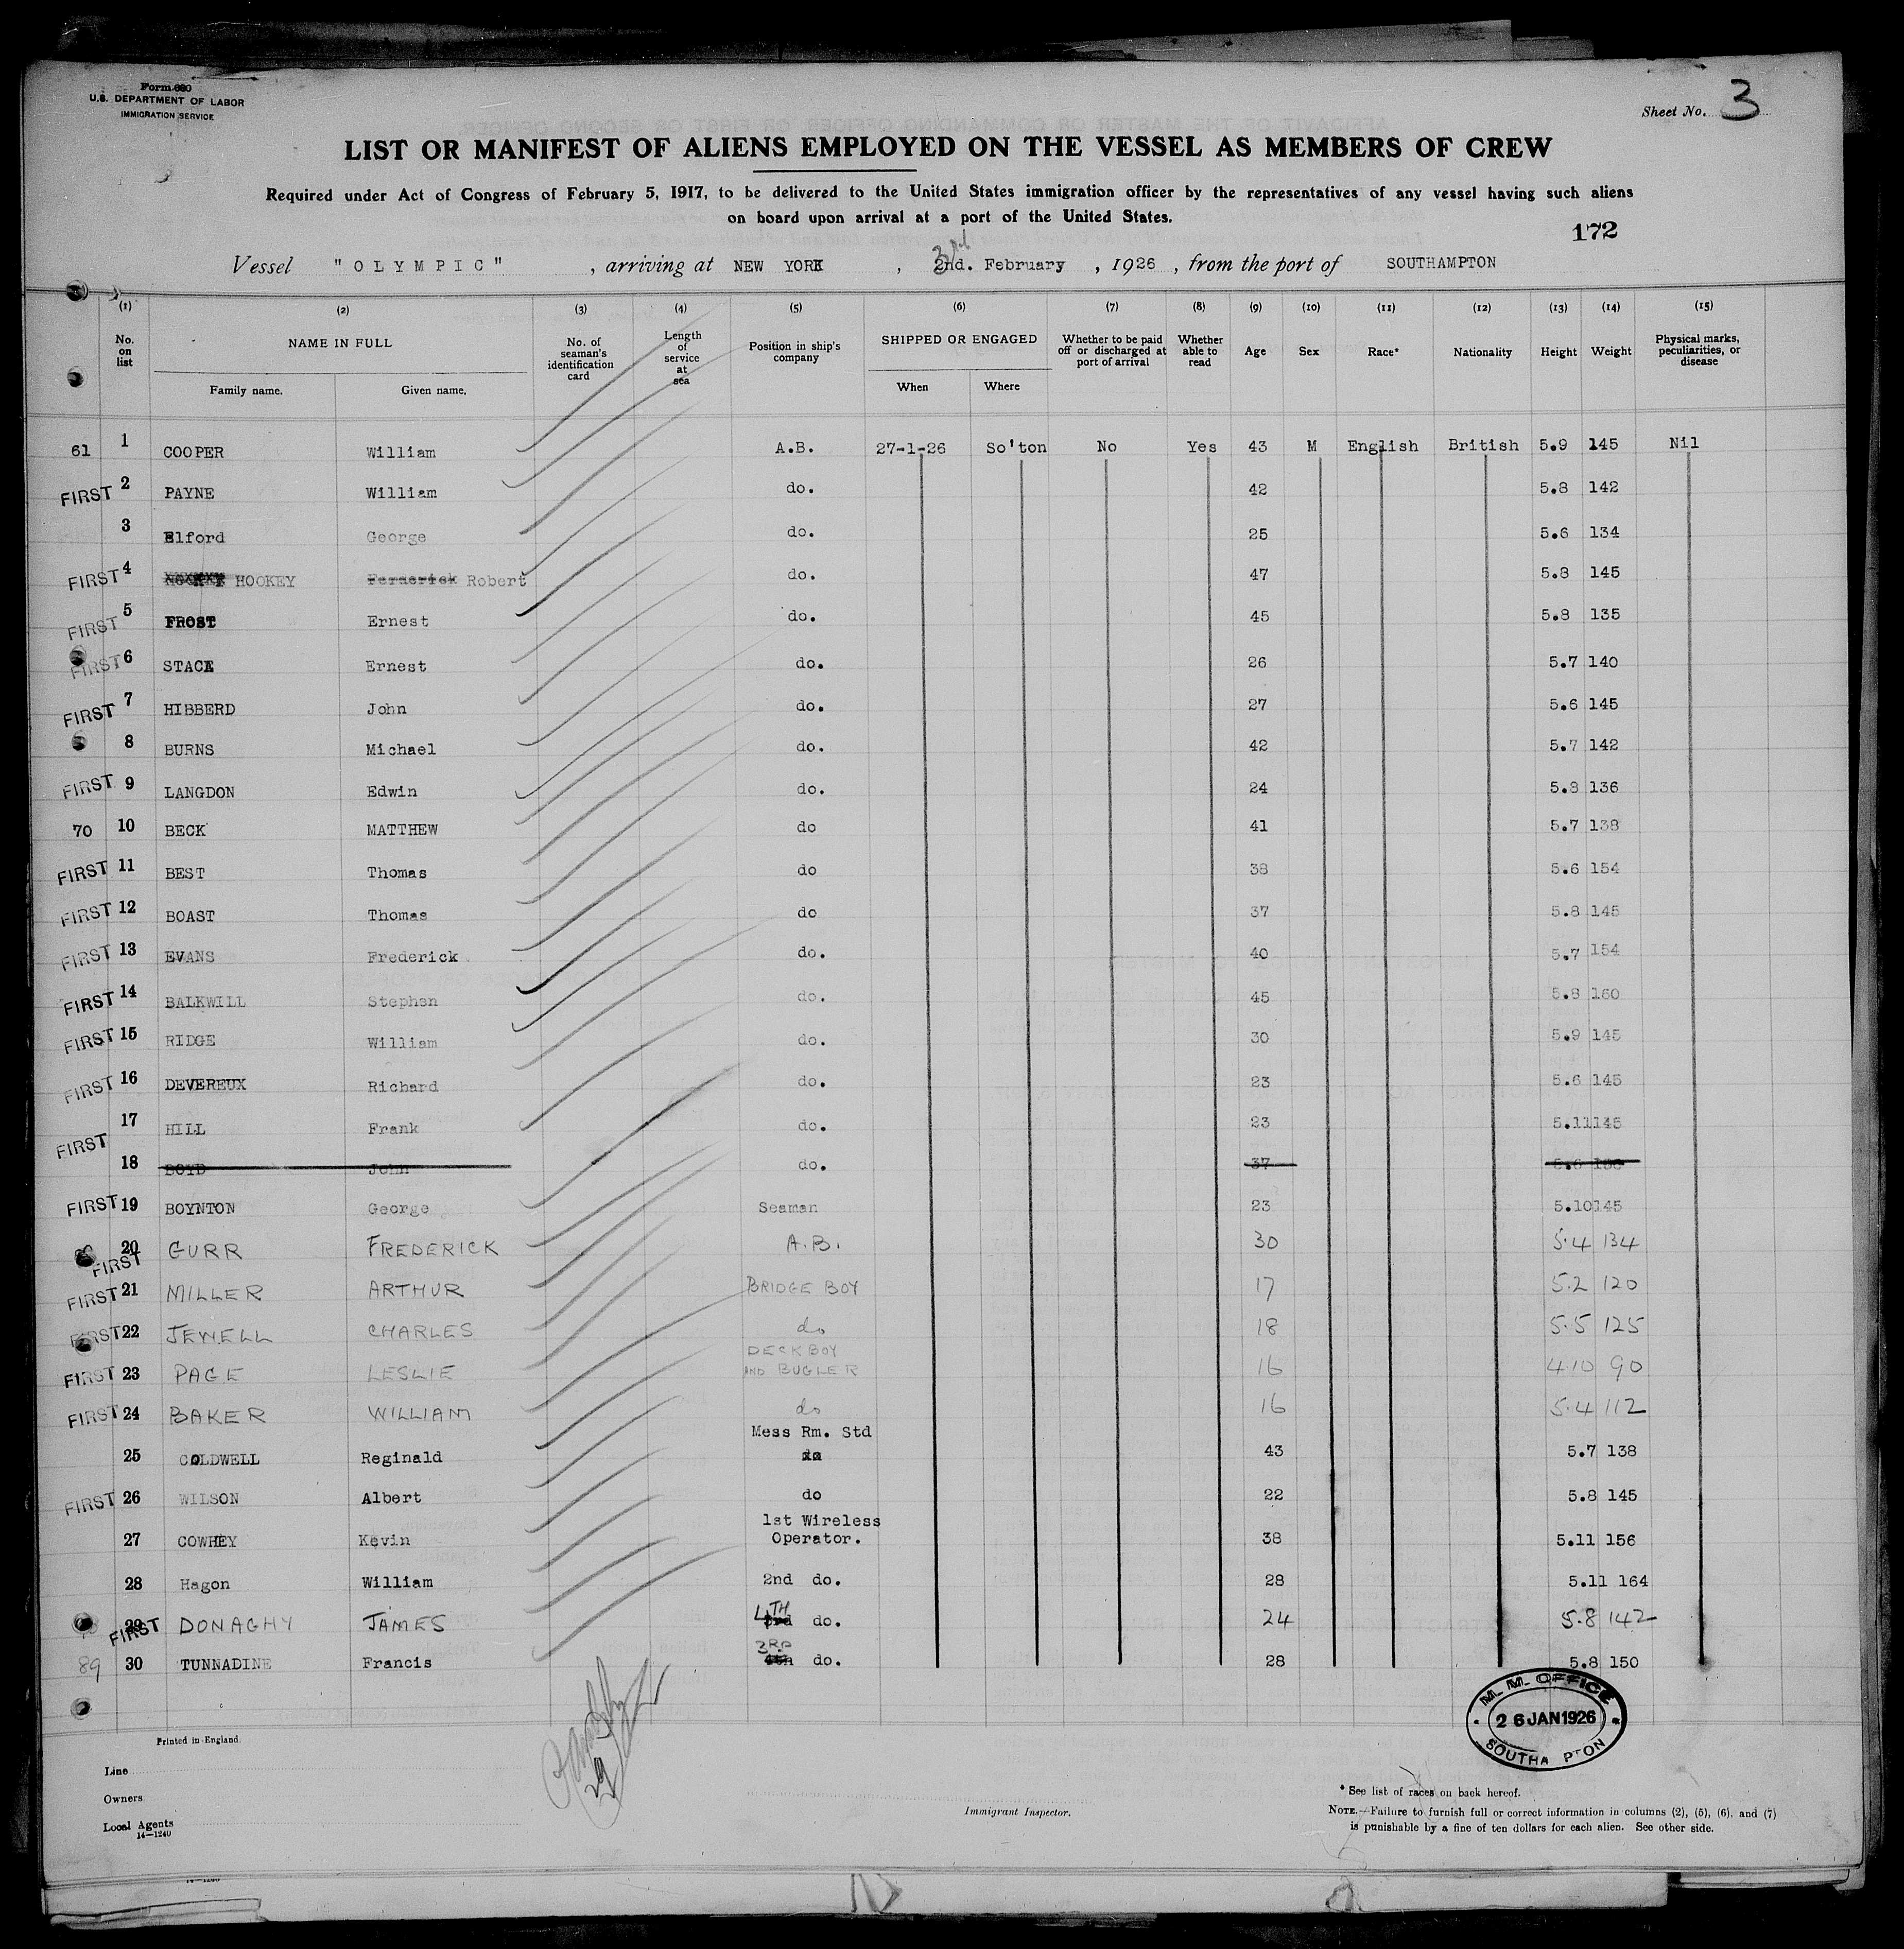 Form 680
U.S. DEPARTMENT OF LABOR
IMMIGRATION SERVICE
Sheet No. 3
LIST OR MANIFEST OF ALIENS EMPLOYED ON THE VESSEL AS MEMBERS OF CREW
Required under Act of Congress of February 5, 1917, to be delivered to the United States immigration officer by the representatives of any vessel having such aliens
on board upon arrival at a port of the United States.
172
3rd
Vessel "OLYMPIC", arriving at NEW YORK, 2nd. February, 1926, from the port of SOUTHAMPTON
(1) (2) (3) (4) (5) (6) (7) (8) (9) (10) (11) (12) (13) (14) (15)
No. on list NAME IN FULL No. of seaman's identification card Length of service at sea Position in ship's company SHIPPED OR ENGAGED Whether to be paid off or discharged at port of arrival Whether able to read Age Sex Race* Nationality Height Weight Physical marks, peculiarities, or disease
Family name. Given name. When Where
61 1 COOPER William A.B. 27-1-26 So'ton No Yes 43 M English British 5.9 145 Nil
FIRST 2 PAYNE William do. 42 5.8 142
3 Elford George do. 25 5.6 134
FIRST 4 HOOKEY Robert do. 47 5.8 145
FIRST 5 FROST Ernest do. 45 5.8 135
FIRST 6 STACE Ernest do. 26 5.7 140
FIRST 7 HIBBERD John do. 27 5.6 145
8 BURNS Michael do. 42 5.7 142
FIRST 9 LANGDON Edwin do. 24 5.8 136
70 10 BECK MATTHEW do 41 5.7 138
FIRST 11 BEST Thomas do 38 5.6 154
FIRST 12 BOAST Thomas do 37 5.8 145
FIRST 13 EVANS Frederick do. 40 5.7 154
FIRST 14 BALKWILL Stephen do. 45 5.8 160
FIRST 15 RIDGE William do. 30 5.9 145
FIRST 16 DEVEREUX Richard do. 23 5.6 145
FIRST 17 HILL Frank do. 23 5.11 145
18 BOYD John do. 37
FIRST 19 BOYNTON George Seaman 23 5.10 145
FIRST 20 GURR FREDERICK A.B. 30 5.4 134
FIRST 21 MILLER ARTHUR BRIDGE BOY 17 5.2 120
FIRST 22 JEWELL CHARLES do 18 5.5 125
FIRST 23 PAGE LESLIE DECK BOY AND BUGLER 16 4.10 90
FIRST 24 BAKER WILLIAM do 16 5.4 112
25 COLDWELL Reginald Mess Rm. Std 43 5.7 138
FIRST 26 WILSON Albert do 22 5.8 145
27 COWHEY Kevin 1st Wireless Operator. 38 5.11 156
28 Hagon William 2nd do. 28 5.11 164
FIRST 29 DONAGHY JAMES 4TH 3rd do. 24 5.8 142
89 30 TUNNADINE Francis 3RD 4th do. 28 5.8 150
M.M. OFFICE
26 JAN 1926
SOUTHA PTON
Printed in England
Line
Owners
Local Agents
14—1240
29
Immigrant Inspector.
* See list of races on back hereof.
NOTE.—Failure to furnish full or correct information in columns (2), (5), (6), and (7)
is punishable by a fine of ten dollars for each alien. See other side.